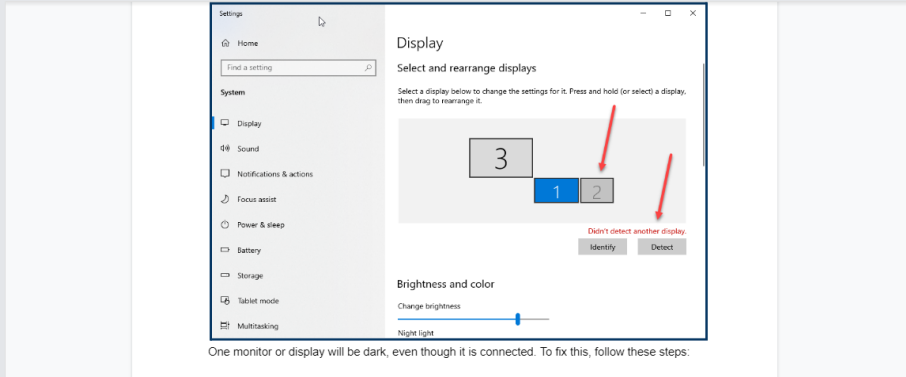 Settings
Home
Find a setting
System
Display
Sound
Notifications & actions
Focus assist
Power & sleep
Battery
Storage
Tablet mode
Multitasking
Display
Select and rearrange displays
Select a display below to change the settings for it. Press and hold (or select) a display,
then drag to rearrange it.
3
1 2
Didn't detect another display.
Identify Detect
Brightness and color
Change brightness
Night light
One monitor or display will be dark, even though it is connected. To fix this, follow these steps: